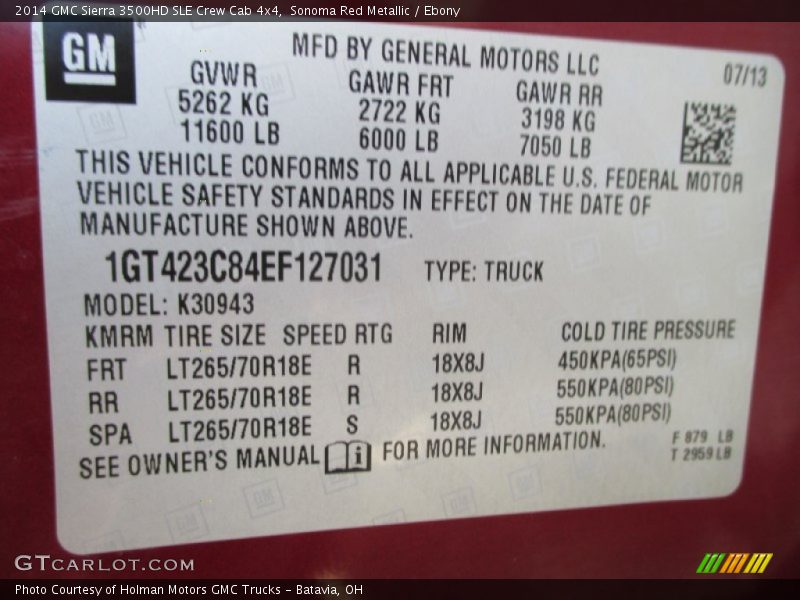 2014 GMC Sierra 3500HD SLE Crew Cab 4x4,  Sonoma Red Metallic / Ebony
GM
MFD BY GENERAL MOTORS LLC
07/13
GVWR GAWR FRT GAWR RR
5262 KG 2722 KG 3198 KG
11600 LB 6000 LB 7050 LB
THIS VEHICLE CONFORMS TO ALL APPLICABLE U.S. FEDERAL MOTOR
VEHICLE SAFETY STANDARDS IN EFFECT ON THE DATE OF
MANUFACTURE SHOWN ABOVE.
1GT423C84EF127031 TYPE: TRUCK
MODEL: K30943
KMRM TIRE SIZE SPEED RTG RIM COLD TIRE PRESSURE
FRT LT265/70R18E R 18X8J 450KPA(65PSI)
RR LT265/70R18E R 18X8J 550KPA(80PSI)
SPA LT265/70R18E S 18X8J 550KPA(80PSI)
SEE OWNER'S MANUAL i FOR MORE INFORMATION.
F 879 LB
T 2959 LB
GTCARLOT.COM
Photo Courtesy of Holman Motors GMC Trucks – Batavia, OH